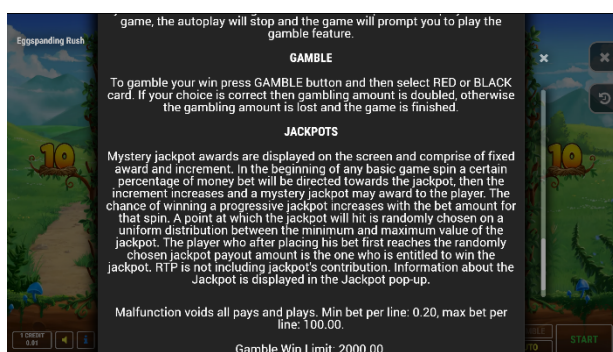 game, the autoplay will stop and the game will prompt you to play the
gamble feature.
Eggspanding Rush
GAMBLE
To gamble your win press GAMBLE button and then select RED or BLACK
card. If your choice is correct then gambling amount is doubled, otherwise
the gambling amount is lost and the game is finished.
JACKPOTS
Mystery jackpot awards are displayed on the screen and comprise of fixed
award and increment. In the beginning of any basic game spin a certain
percentage of money bet will be directed towards the jackpot, then the
increment increases and a mystery jackpot may award to the player. The
chance of winning a progressive jackpot increases with the bet amount for
that spin. A point at which the jackpot will hit is randomly chosen on a
uniform distribution between the minimum and maximum value of the
jackpot. The player who after placing his bet first reaches the randomly
chosen jackpot payout amount is the one who is entitled to win the
jackpot. RTP is not including jackpot's contribution. Information about the
Jackpot is displayed in the Jackpot pop-up.
10
10
Malfunction voids all pays and plays. Min bet per line: 0.20, max bet per
line: 100.00.
1 CREDIT
0.01
START
Gamble Win Limit: 2000.00